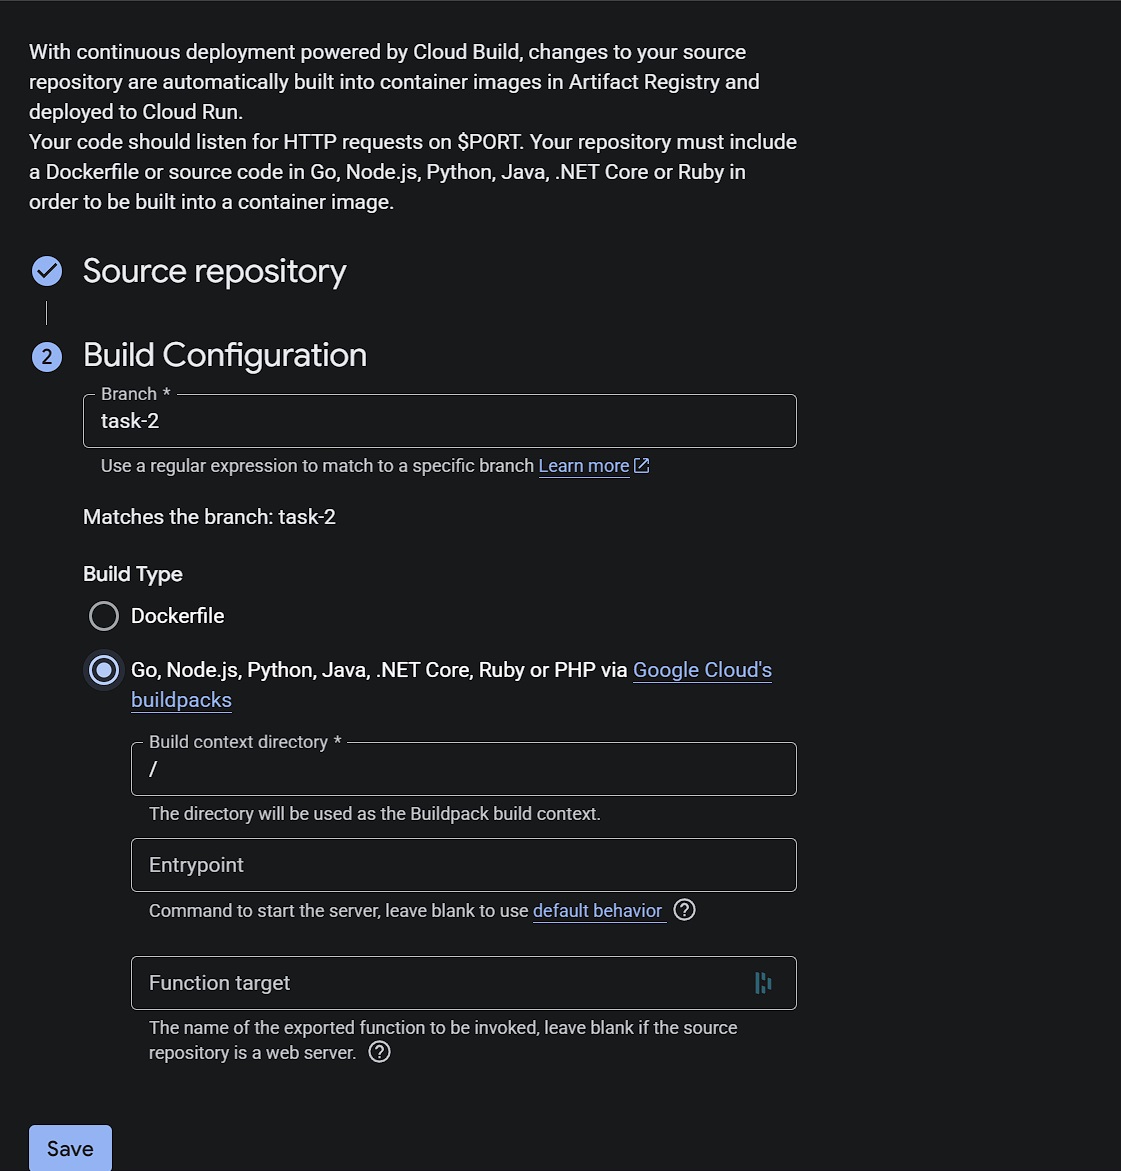 With continuous deployment powered by Cloud Build, changes to your source
repository are automatically built into container images in Artifact Registry and
deployed to Cloud Run.
Your code should listen for HTTP requests on $PORT. Your repository must include
a Dockerfile or source code in Go, Node.js, Python, Java, .NET Core or Ruby in
order to be built into a container image.
Source repository
2 Build Configuration
Branch *
task-2
Use a regular expression to match to a specific branch Learn more
Matches the branch: task-2
Build Type
Dockerfile
Go, Node.js, Python, Java, .NET Core, Ruby or PHP via Google Cloud's
buildpacks
Build context directory *
/
The directory will be used as the Buildpack build context.
Entrypoint
Command to start the server, leave blank to use default behavior
Function target
The name of the exported function to be invoked, leave blank if the source
repository is a web server.
Save